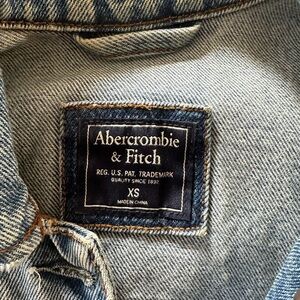 Abercrombie
& Fitch
REG. U.S. PAT. TRADEMARK
QUALITY SINCE 1892
XS
MADE IN CHINA